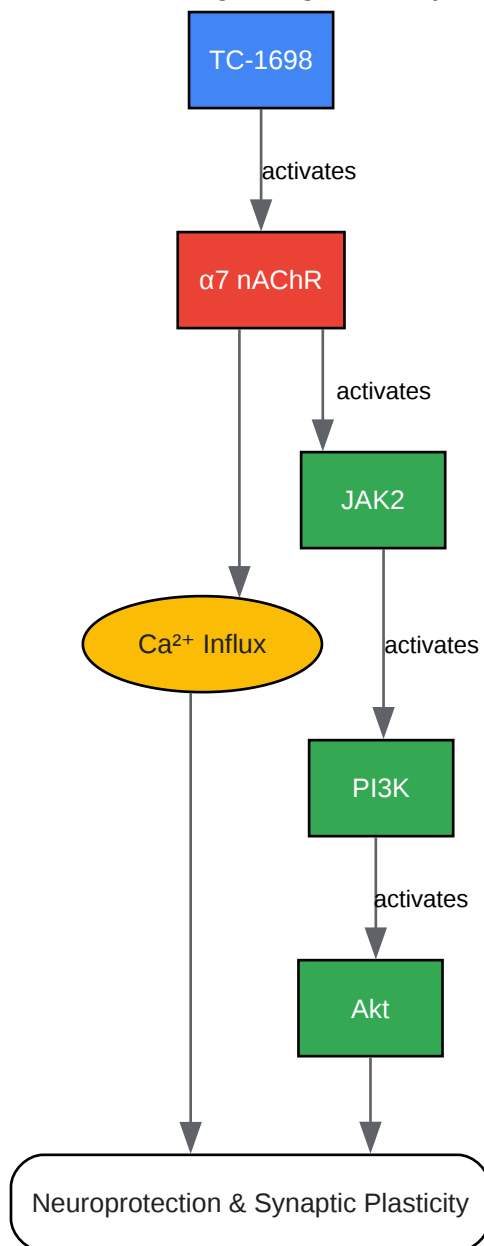 TC-1698
activates
α7 nAChR
activates
JAK2
Ca²⁺ Influx
activates
PI3K
activates
Akt
Neuroprotection & Synaptic Plasticity